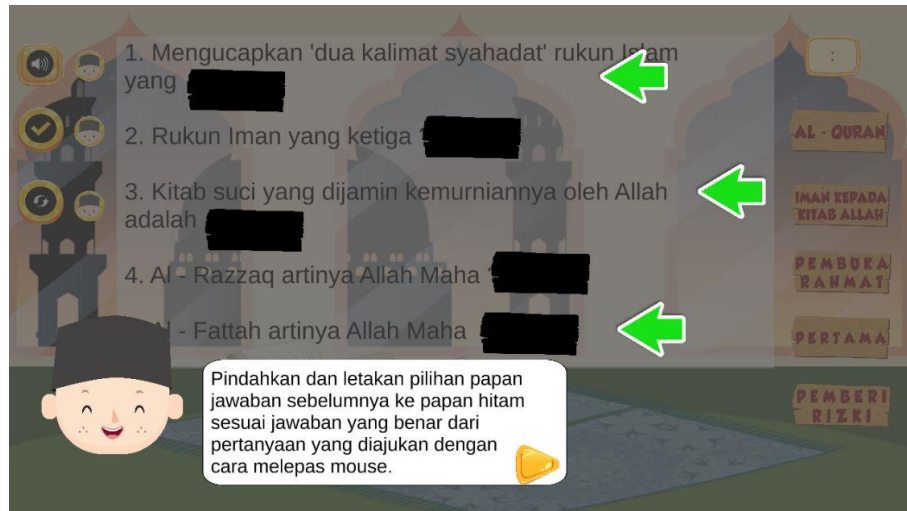 1. Mengucapkan 'dua kalimat syahadat' rukun Islam
yang
2. Rukun Iman yang ketiga
3. Kitab suci yang dijamin kemurniannya oleh Allah
adalah
4. Al - Razzaq artinya Allah Maha
Al - Fattah artinya Allah Maha
Pindahkan dan letakan pilihan papan
jawaban sebelumnya ke papan hitam
sesuai jawaban yang benar dari
pertanyaan yang diajukan dengan
cara melepas mouse.
:
AL - QURAN
IMAN KEPADA
KITAB ALLAH
PEMBUKA
RAHMAT
PERTAMA
PEMBERI
RIZKI